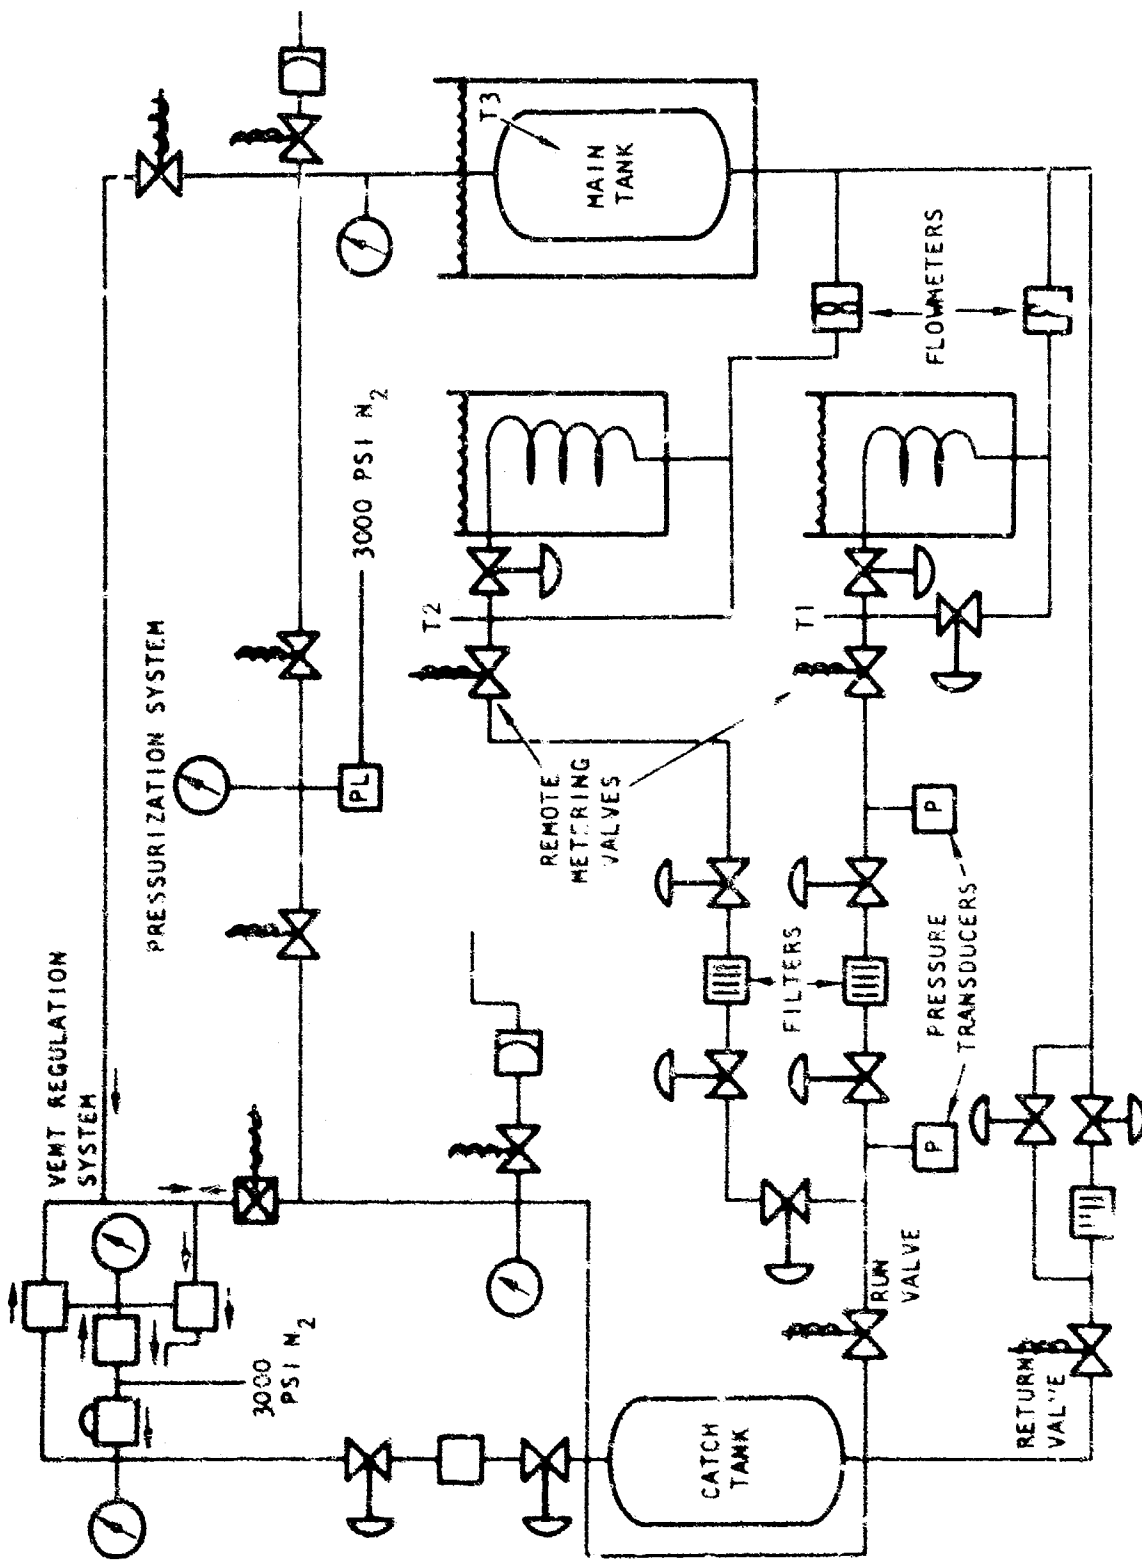 VENT REGULATION
SYSTEM
PRESSURIZATION SYSTEM
3000
PSI N2
PL
3000 PSI N2
T2
T3
REMOTE
METERING
VALVES
MAIN
TANK
CATCH
TANK
FILTERS
T1
RUN
VALVE
PRESSURE
TRANSDUCERS
FLOWMETERS
P
P
RETURN
VALVE